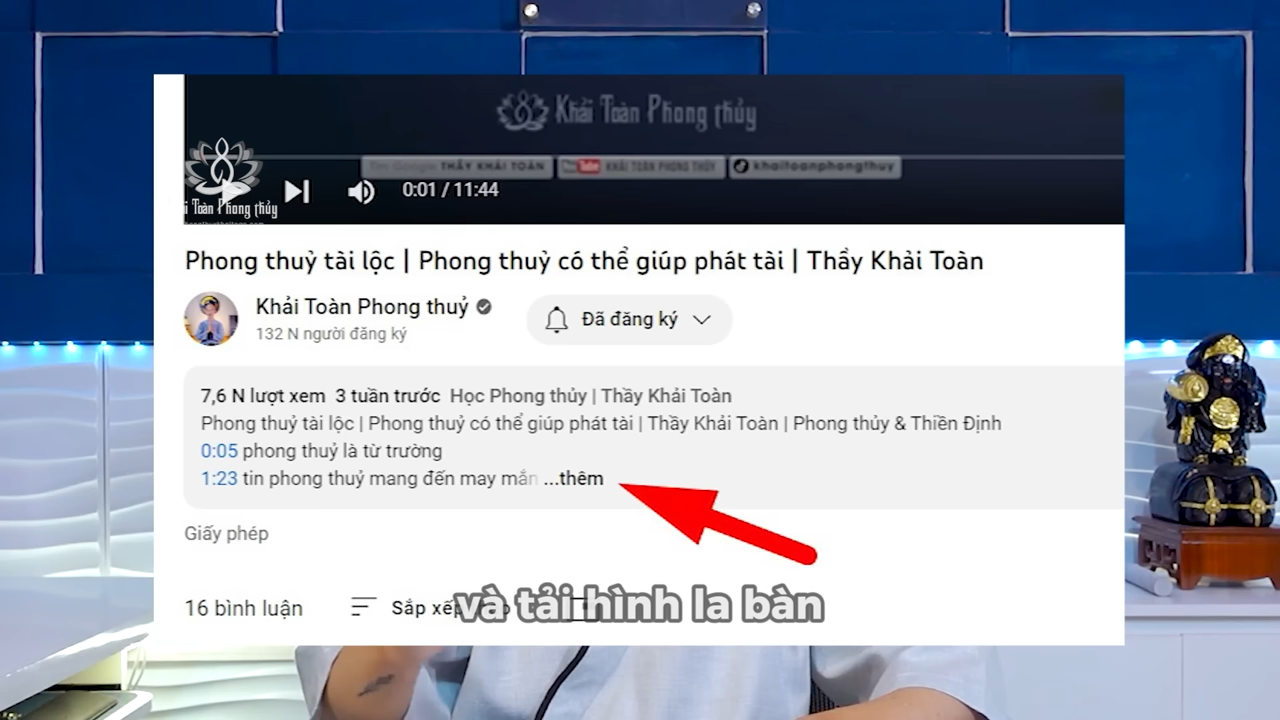 Khải Toàn Phong thủy
THẦY KHẢI TOÀN
KHẢI TOÀN PHONG THỦY
khaitoanphongthuy
i Toàn Phong thủy
0:01 / 11:44
Phong thuỷ tài lộc | Phong thuỷ có thể giúp phát tài | Thầy Khải Toàn
Khải Toàn Phong thuỷ
132 N người đăng ký
Đã đăng ký
7,6 N lượt xem 3 tuần trước Học Phong thủy | Thầy Khải Toàn
Phong thuỷ tài lộc | Phong thuỷ có thể giúp phát tài | Thầy Khải Toàn | Phong thủy & Thiền Định
0:05 phong thuỷ là từ trường
1:23 tin phong thuỷ mang đến may mắn ...thêm
Giấy phép
16 bình luận
Sắp xếp
và tải hình la bàn